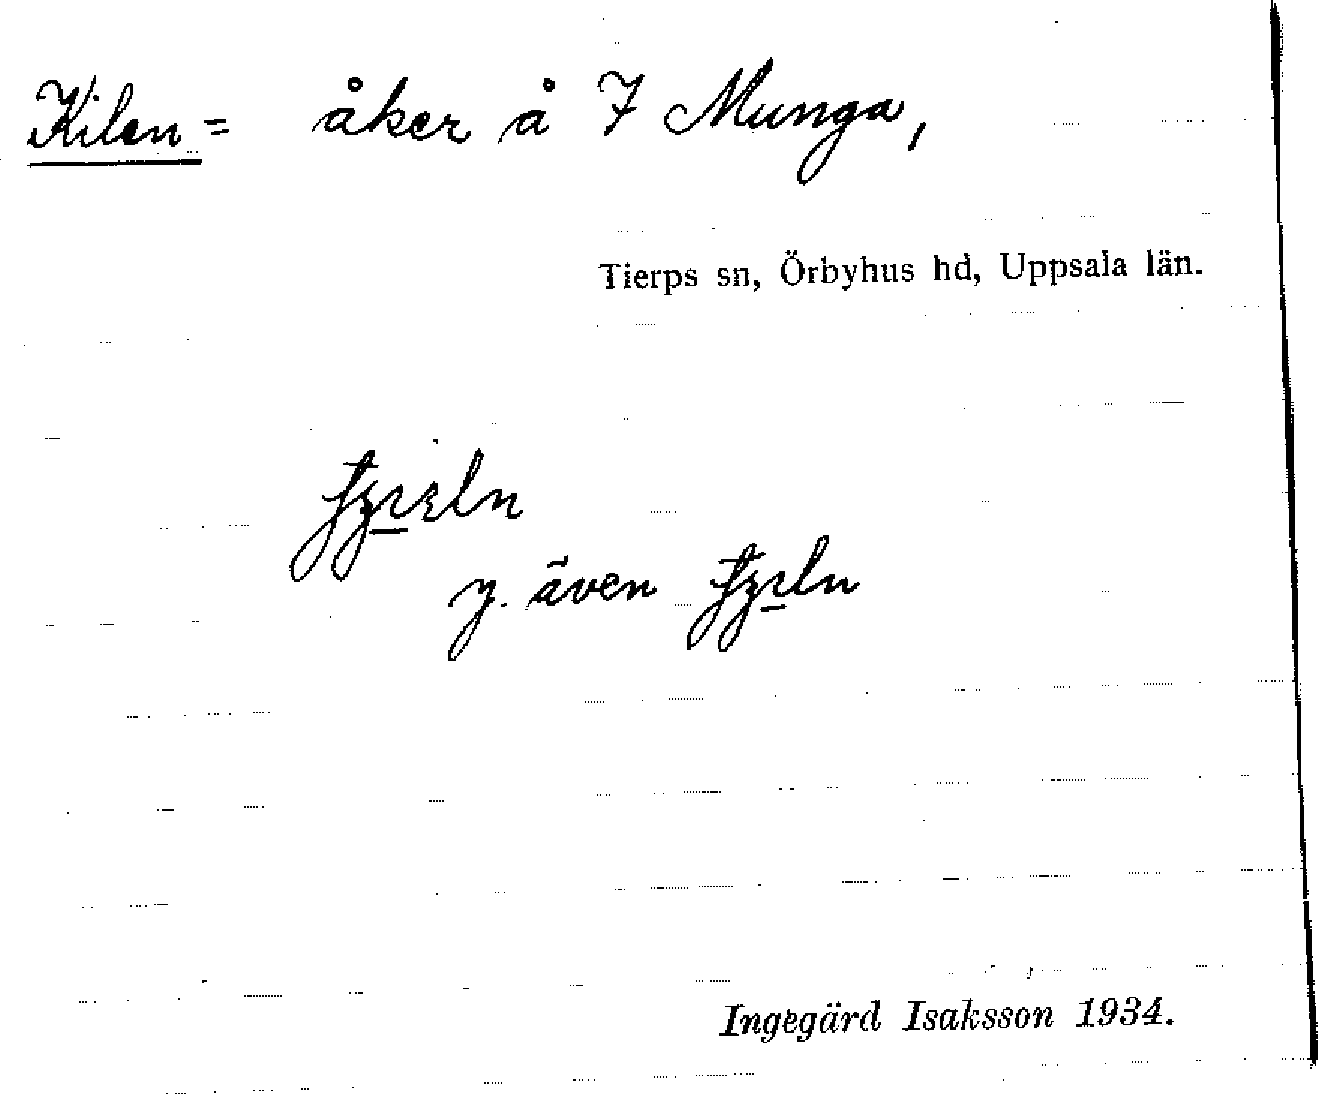 Kilen = åker å 7 Munga,
Tierps sn, Örbyhus hd, Uppsala län.
y. även
Ingegärd Isaksson 1934.